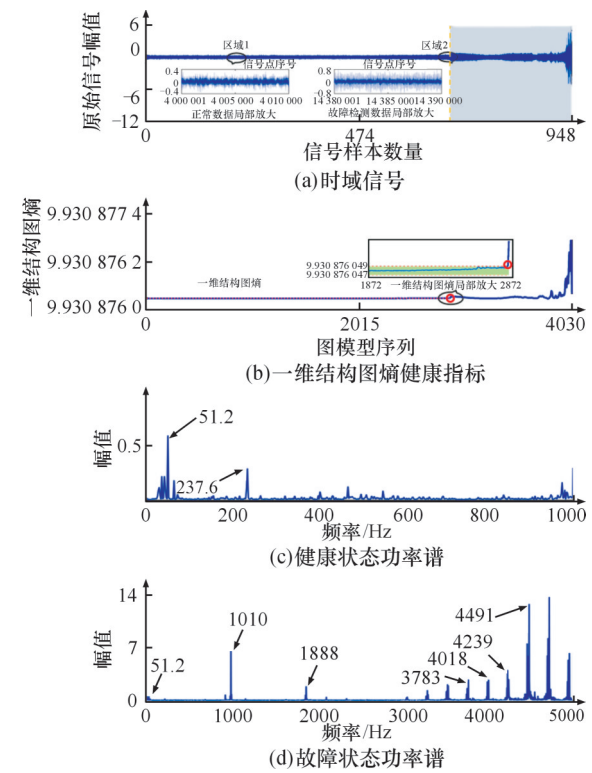 原始信号幅值
6
0
−6
−12
区域1
区域2
信号点序号
信号点序号
0.4
0
−0.4
0.8
0
−0.8
4 000 001 4 005 000 4 010 000
14 380 001 14 385 000 14 390 000
正常数据局部放大
故障检测数据局部放大
0
474
948
信号样本数量
(a)时域信号
一维结构图熵
9.930 877 4
9.930 876 2
9.930 876 0
一维结构图熵
9.930 876 049
9.930 876 047
1872
一维结构图熵局部放大
2872
0
2015
4030
图模型序列
(b)一维结构图熵健康指标
幅值
0.5
0
51.2
237.6
0
200
400
600
800
1000
频率/Hz
(c)健康状态功率谱
幅值
14
7
0
51.2
1010
1888
3783
4018
4239
4491
0
1000
2000
3000
4000
5000
频率/Hz
(d)故障状态功率谱